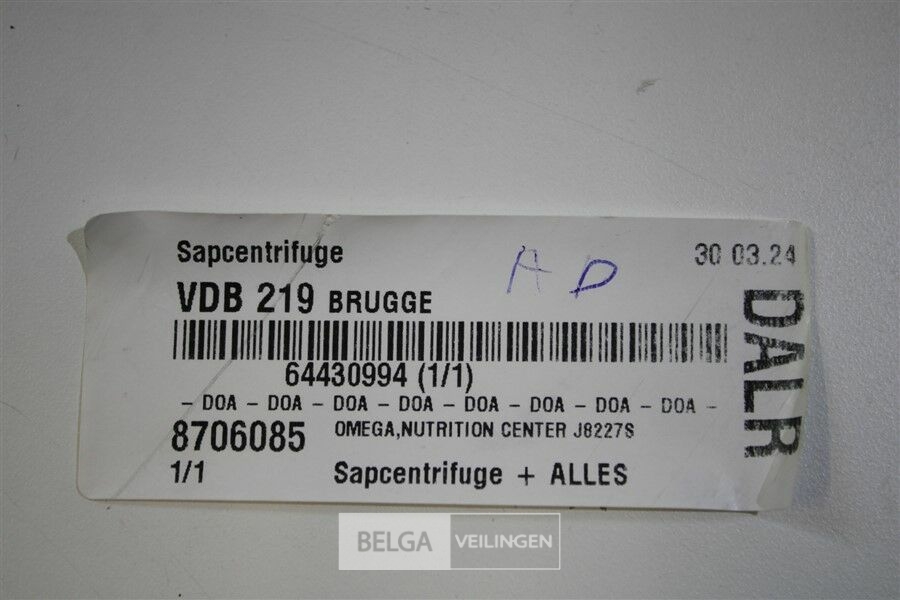 Sapcentrifuge
A D
30 03.24
VDB 219 BRUGGE
64430994 (1/1)
- DOA - DOA - DOA - DOA - DOA - DOA - DOA - DOA -
8706085 OMEGA,NUTRITION CENTER J8227S
1/1 Sapcentrifuge + ALLES
DALR
BELGA VEILINGEN